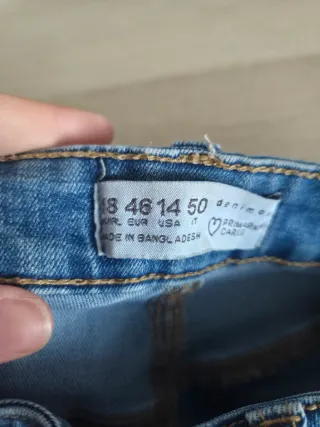 18 46 14 50 denim co.
EUR USA IT PRIMARK
MADE IN BANGLADESH CARES